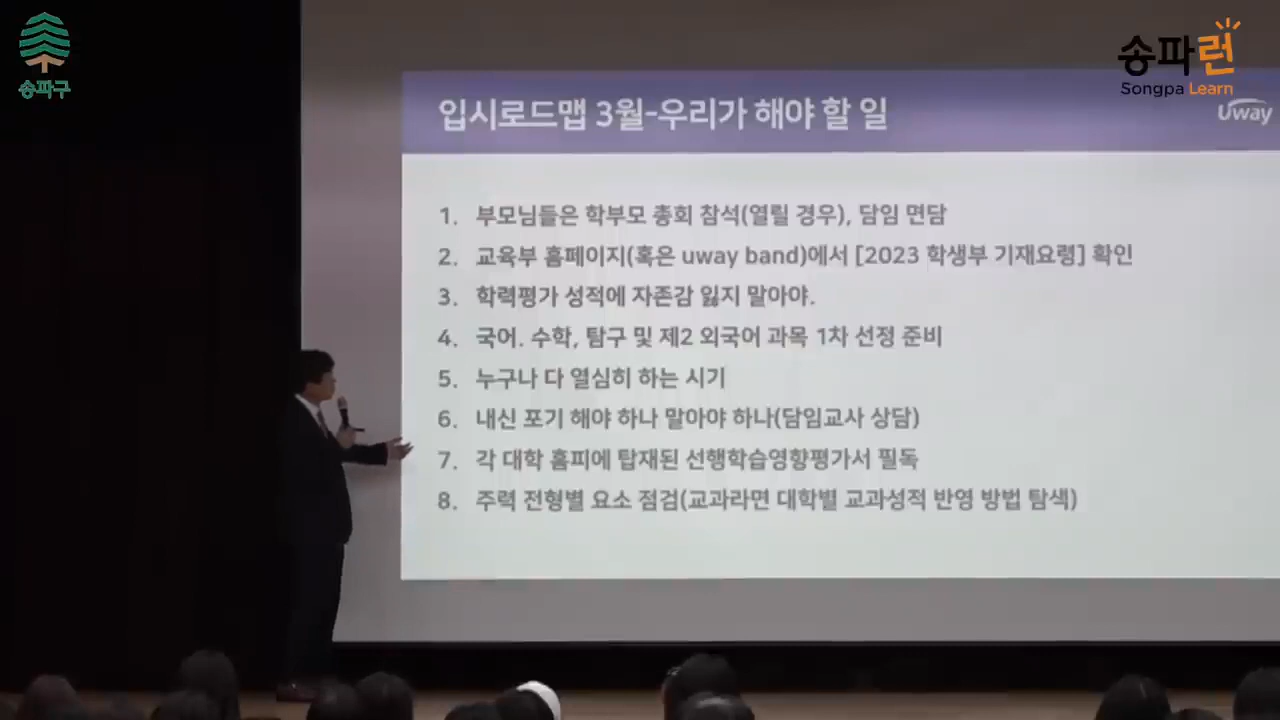 송파구
송파런
Songpa Learn
입시로드맵 3월-우리가 해야 할 일
Uway
1. 부모님들은 학부모 총회 참석(열릴 경우), 담임 면담
2. 교육부 홈페이지(혹은 uway band)에서 [2023 학생부 기재요령] 확인
3. 학력평가 성적에 자존감 잃지 말아야.
4. 국어. 수학, 탐구 및 제2 외국어 과목 1차 선정 준비
5. 누구나 다 열심히 하는 시기
6. 내신 포기 해야 하나 말아야 하나(담임교사 상담)
7. 각 대학 홈피에 탑재된 선행학습영향평가서 필독
8. 주력 전형별 요소 점검(교과라면 대학별 교과성적 반영 방법 탐색)